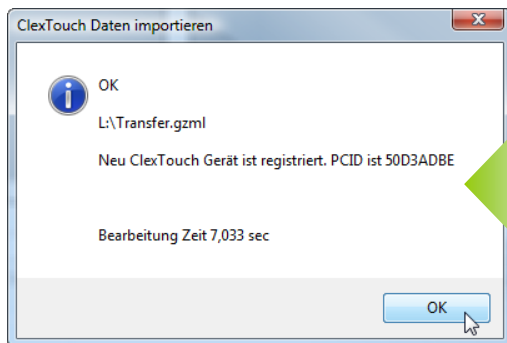 ClexTouch Daten importieren
OK
L:\Transfer.gzml
Neu ClexTouch Gerät ist registriert. PCID ist 50D3ADBE
Bearbeitung Zeit 7,033 sec
OK